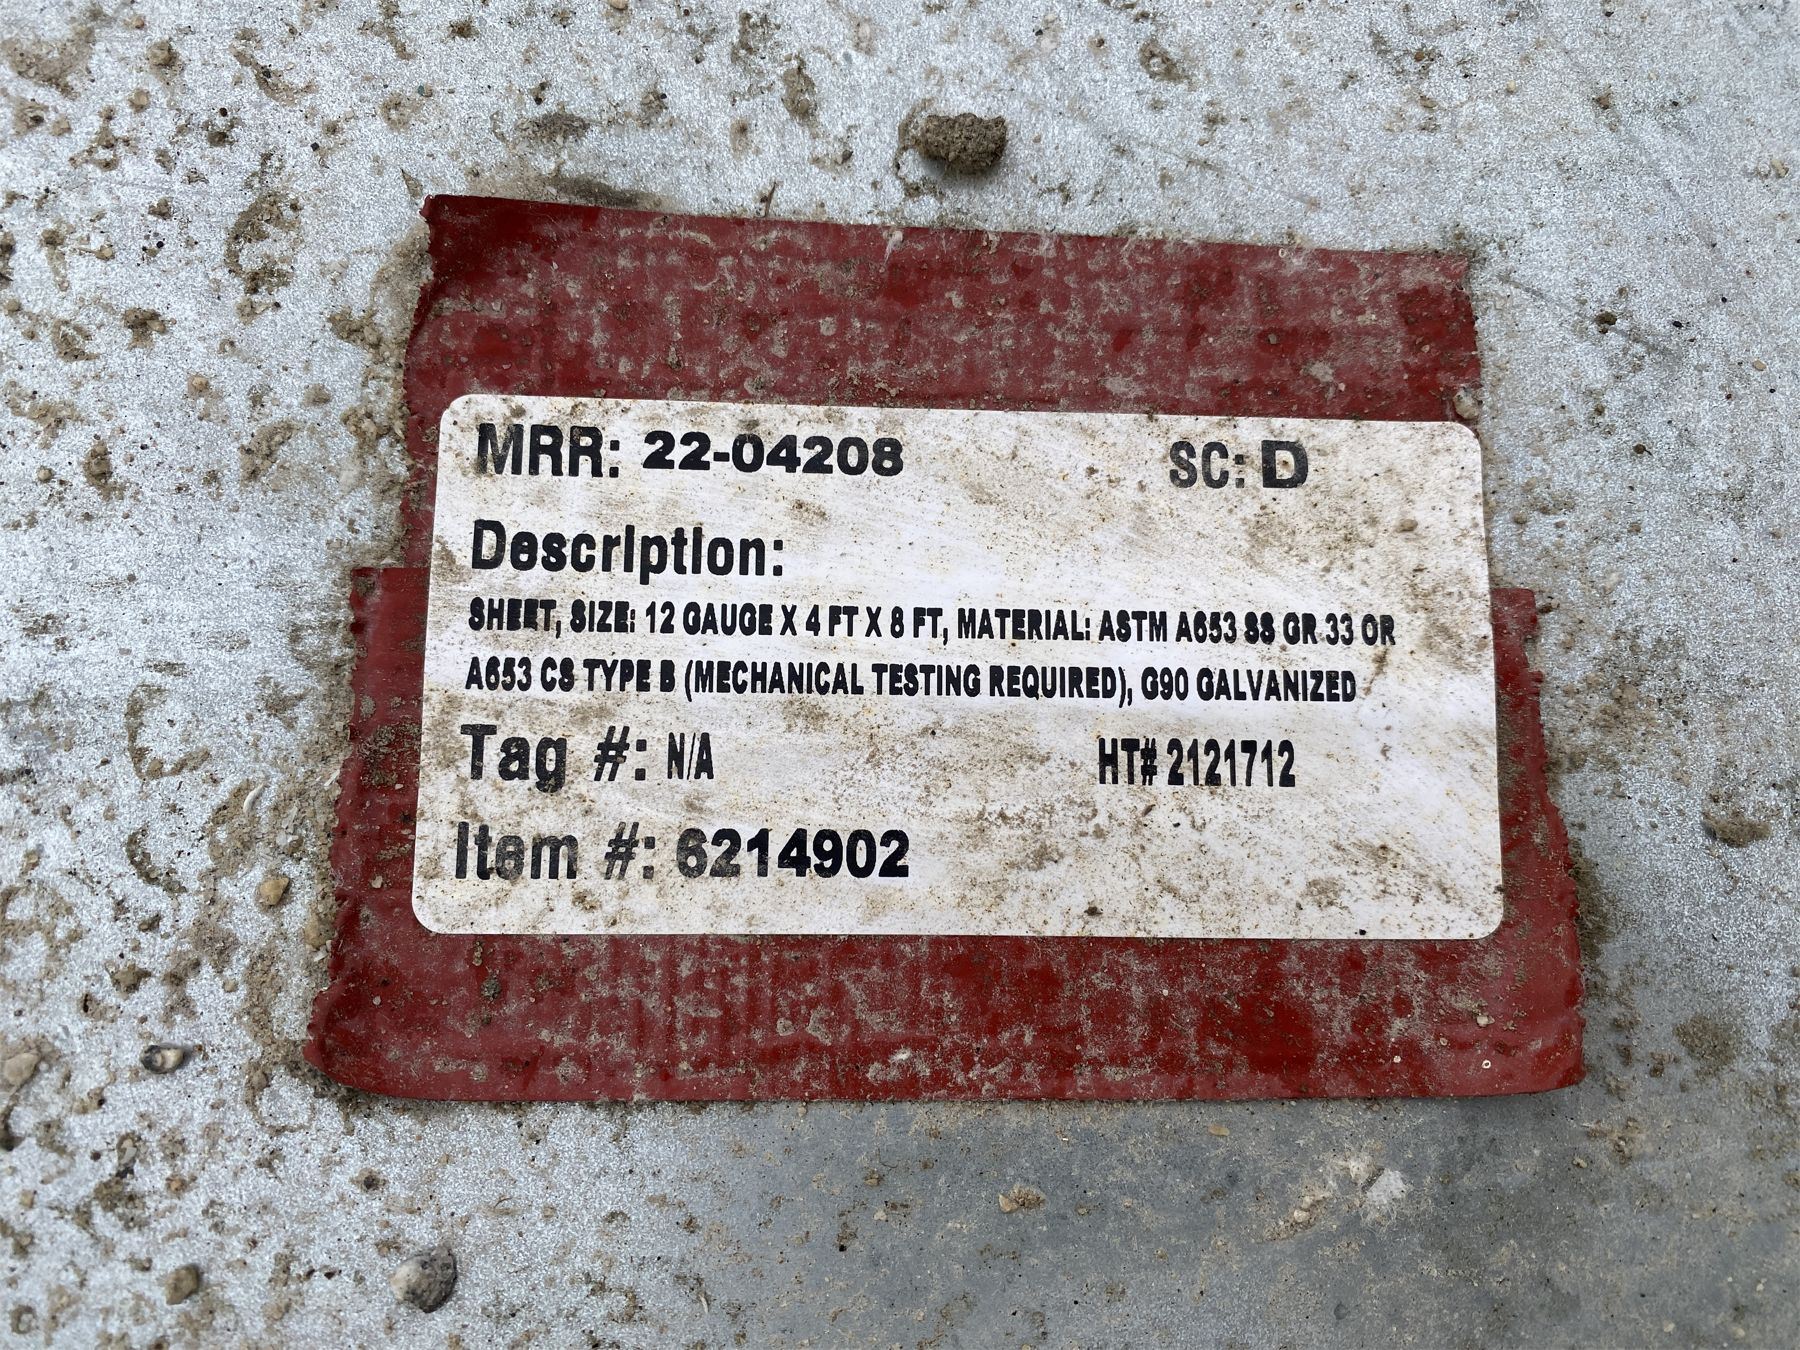 MRR: 22-04208 SC: D
Description:
SHEET, SIZE: 12 GAUGE X 4 FT X 8 FT, MATERIAL: ASTM A653 SS GR 33 OR
A653 CS TYPE B (MECHANICAL TESTING REQUIRED), G90 GALVANIZED
Tag #: N/A HT# 2121712
Item #: 6214902